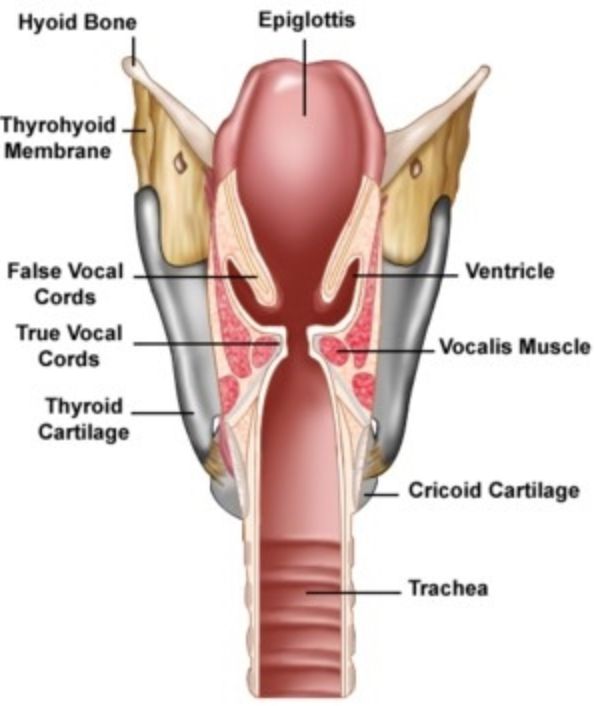 Hyoid Bone
Epiglottis
Thyrohyoid
Membrane
False Vocal
Cords
Ventricle
True Vocal
Cords
Vocalis Muscle
Thyroid
Cartilage
Cricoid Cartilage
Trachea